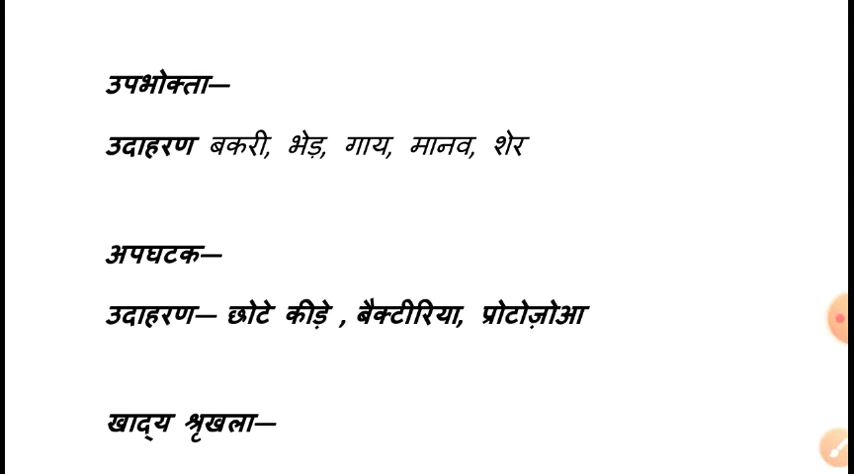 उपभोक्ता—
उदाहरण बकरी, भेड़, गाय, मानव, शेर
अपघटक—
उदाहरण— छोटे कीड़े , बैक्टीरिया, प्रोटोज़ोआ
खाद्य श्रृखला—